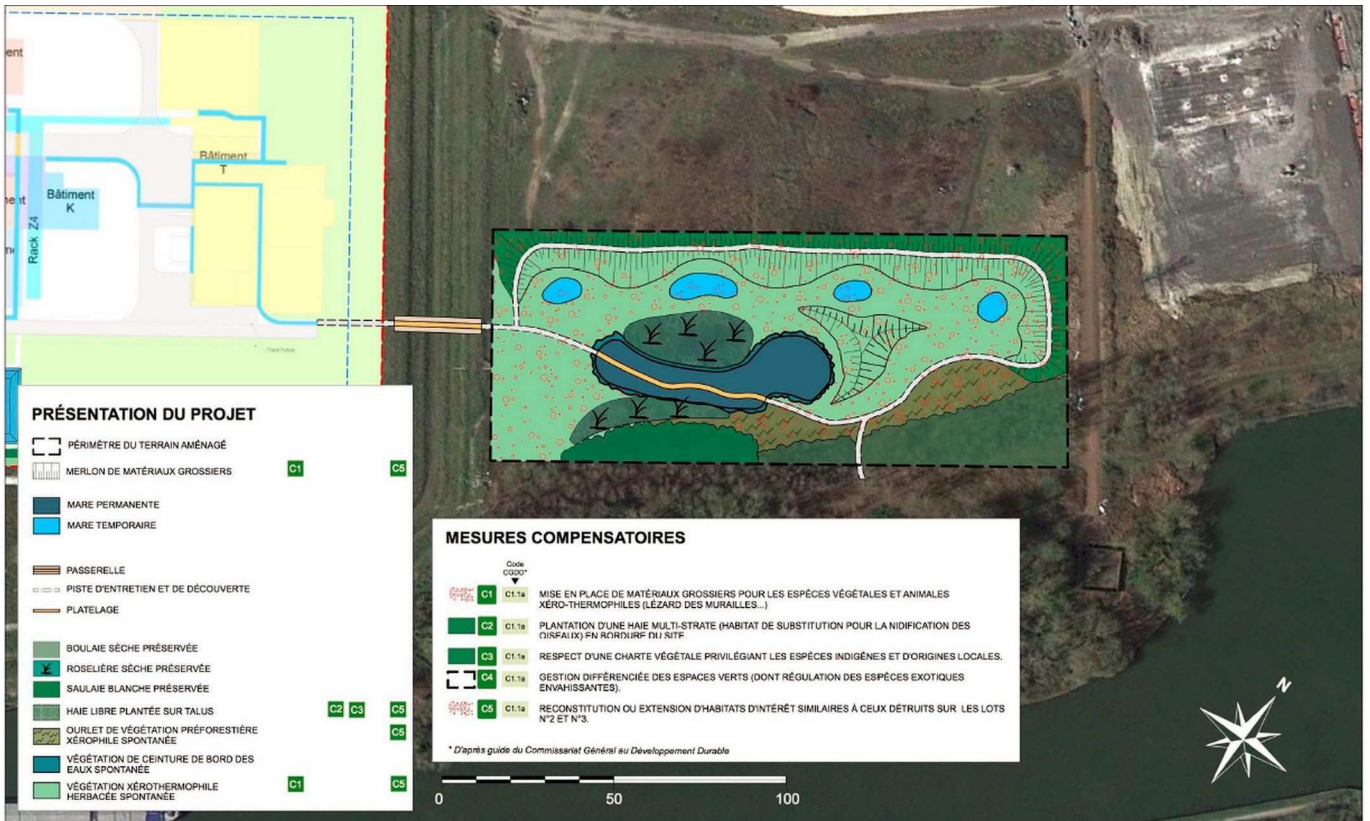 Bâtiment
T
Bâtiment
K
Rack Z4
PRÉSENTATION DU PROJET
PÉRIMÈTRE DU TERRAIN AMÉNAGÉ
MERLON DE MATÉRIAUX GROSSIERS C1 C5
MARE PERMANENTE
MARE TEMPORAIRE
PASSERELLE
PISTE D'ENTRETIEN ET DE DÉCOUVERTE
PLATELAGE
BOULAIE SÈCHE PRÉSERVÉE
ROSELIÈRE SÈCHE PRÉSERVÉE
SAULAIE BLANCHE PRÉSERVÉE
HAIE LIBRE PLANTÉE SUR TALUS C2 C3 C5
OURLET DE VÉGÉTATION PRÉFORESTIÈRE C5
XÉROPHILE SPONTANÉE
VÉGÉTATION DE CEINTURE DE BORD DES
EAUX SPONTANÉE
VÉGÉTATION XÉROTHERMOPHILE C1 C5
HERBACÉE SPONTANÉE
MESURES COMPENSATOIRES
Code
CGDD*
C1 C1.1a MISE EN PLACE DE MATÉRIAUX GROSSIERS POUR LES ESPÈCES VÉGÉTALES ET ANIMALES
XÉRO-THERMOPHILES (LÉZARD DES MURAILLES...)
C2 C1.1a PLANTATION D'UNE HAIE MULTI-STRATE (HABITAT DE SUBSTITUTION POUR LA NIDIFICATION DES
OISEAUX) EN BORDURE DU SITE.
C3 C1.1a RESPECT D'UNE CHARTE VÉGÉTALE PRIVILÉGIANT LES ESPÈCES INDIGÈNES ET D'ORIGINES LOCALES.
C4 C1.1a GESTION DIFFÉRENCIÉE DES ESPACES VERTS (DONT RÉGULATION DES ESPÈCES EXOTIQUES
ENVAHISSANTES).
C5 C1.1a RECONSTITUTION OU EXTENSION D'HABITATS D'INTÉRÊT SIMILAIRES À CEUX DÉTRUITS SUR LES LOTS
N°2 ET N°3.
* D'après guide du Commissariat Général au Développement Durable
0 50 100
N